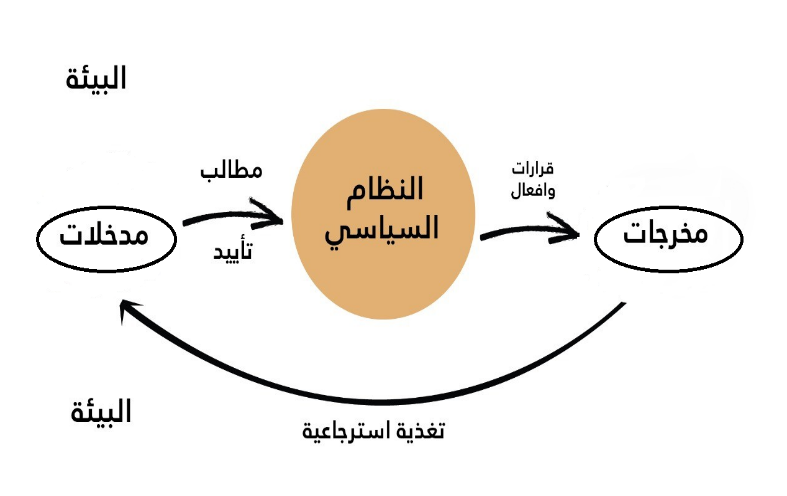 البيئة
مطالب
تأييد
مدخلات
النظام
السياسي
قرارات
وافعال
مخرجات
البيئة
تغذية استرجاعية